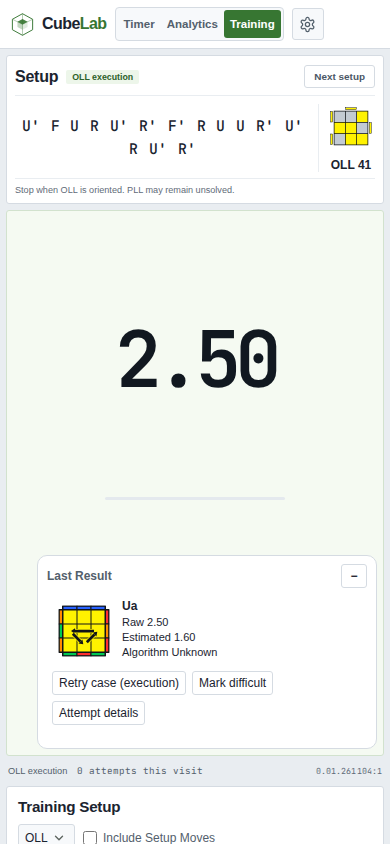 CubeLab
Timer Analytics Training
Setup OLL execution Next setup
U' F U R U' R' F' R U U R' U'
R U' R'
OLL 41
Stop when OLL is oriented. PLL may remain unsolved.
2.50
Last Result −
Ua
Raw 2.50
Estimated 1.60
Algorithm Unknown
Retry case (execution) Mark difficult
Attempt details
OLL execution 0 attempts this visit 0.01.261104:1
Training Setup
OLL Include Setup Moves